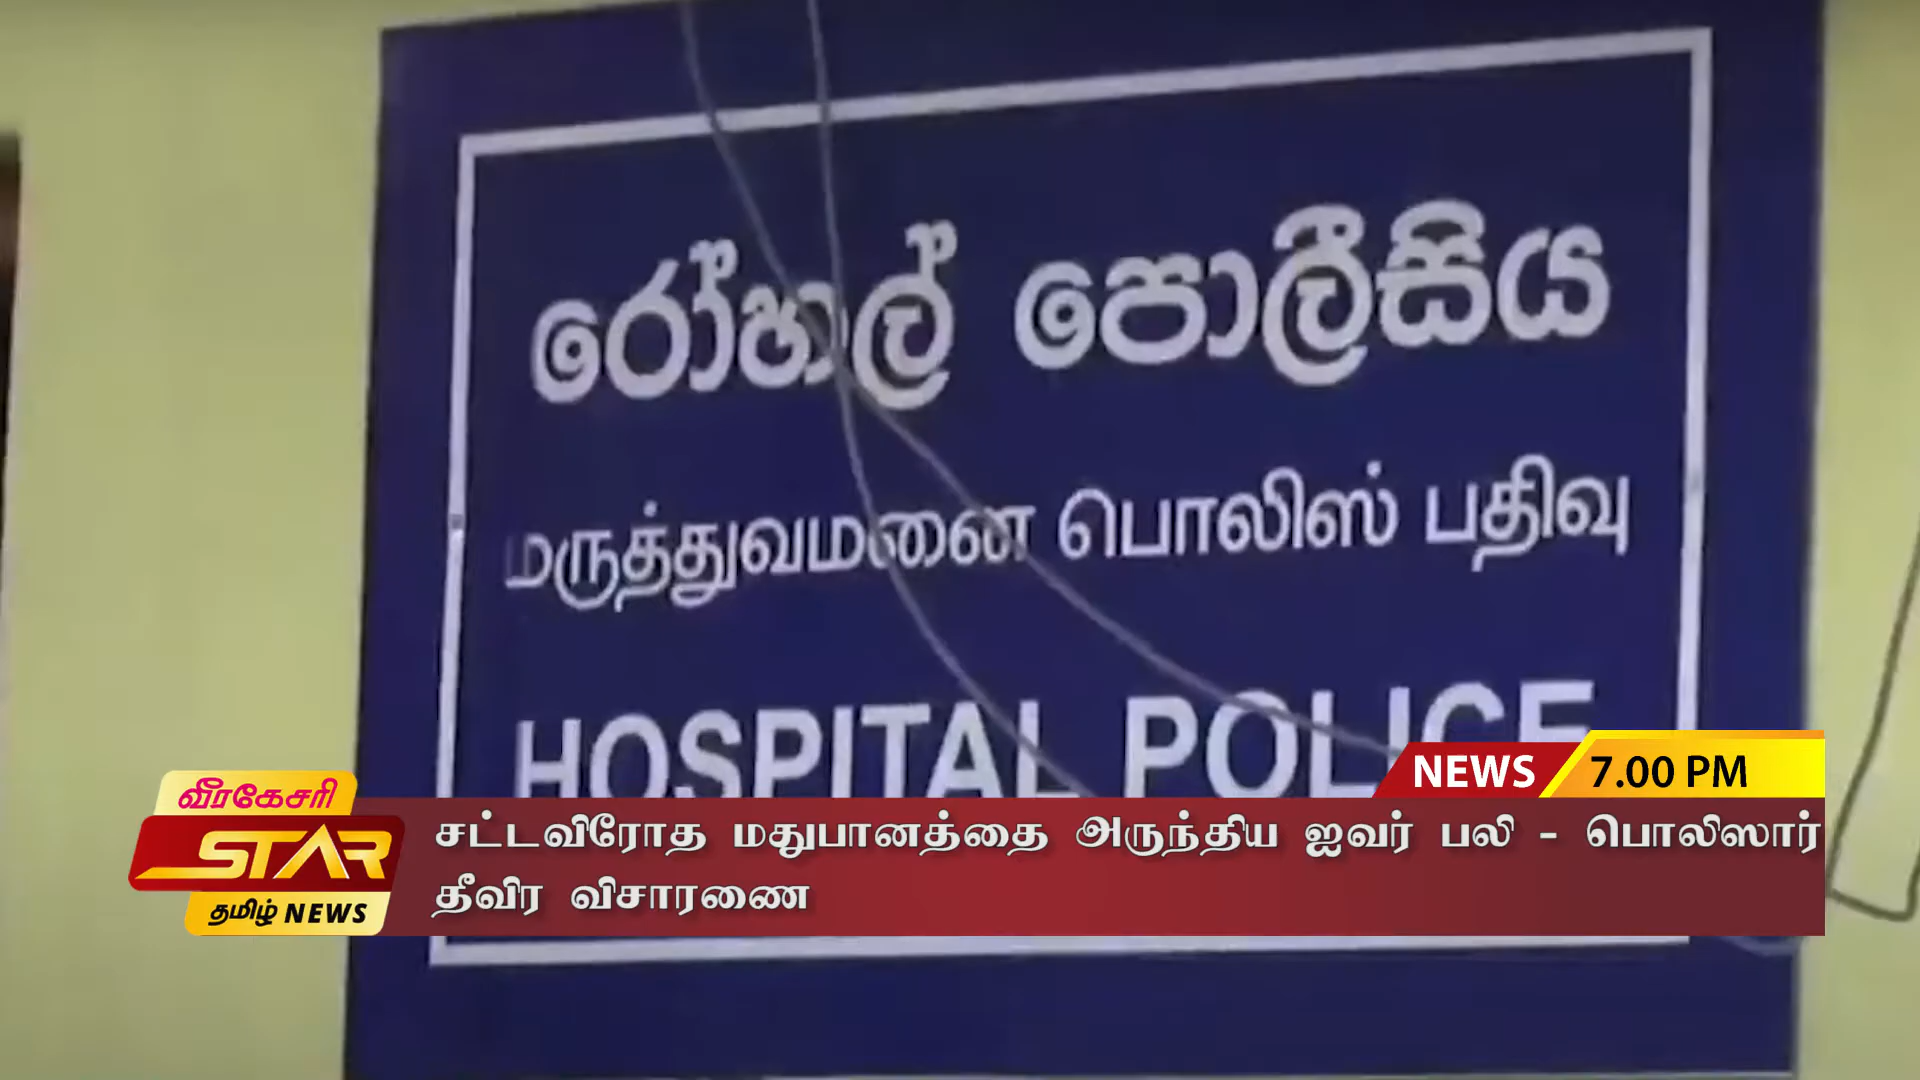 රෝහල් පොලීසිය
மருத்துவமனை பொலிஸ் பதிவு
HOSPITAL POLICE
NEWS 7.00 PM
வீரகேசரி
STAR
தமிழ் NEWS
சட்டவிரோத மதுபானத்தை அருந்திய ஐவர் பலி - பொலிஸார்
தீவிர விசாரணை